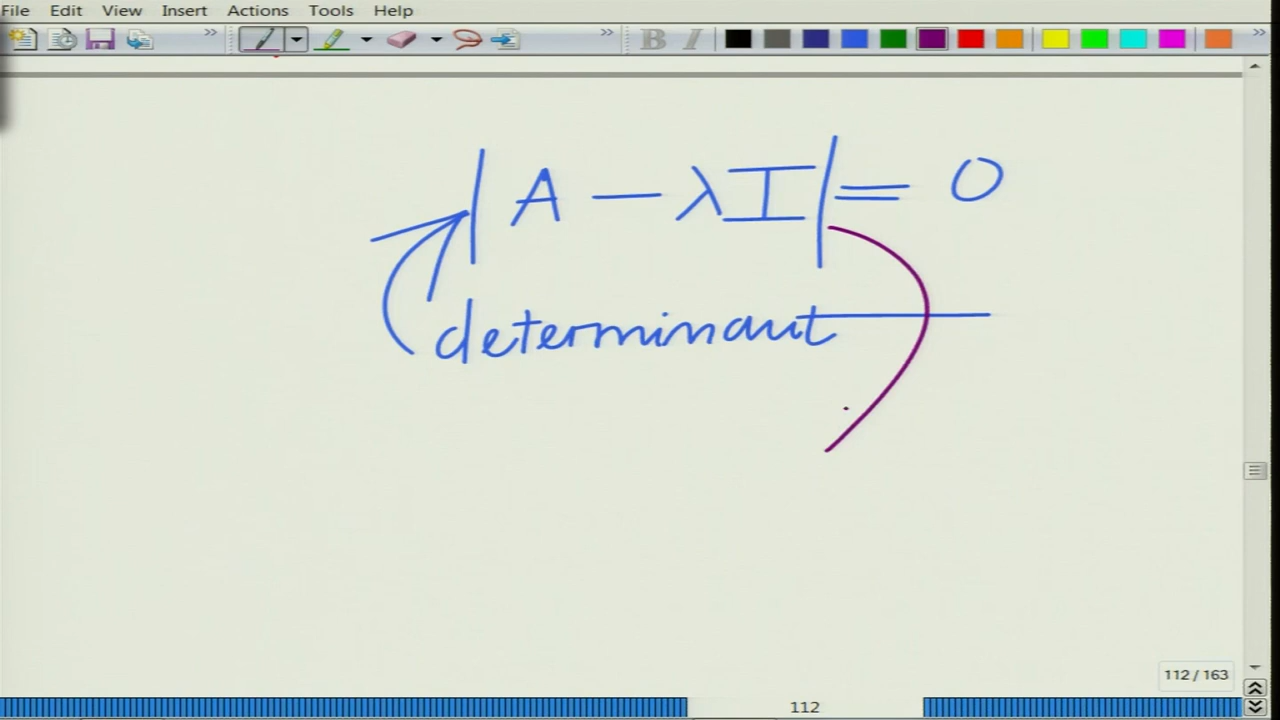 File Edit View Insert Actions Tools Help
B I
|A - λI| = 0
determinant
112 / 163
112